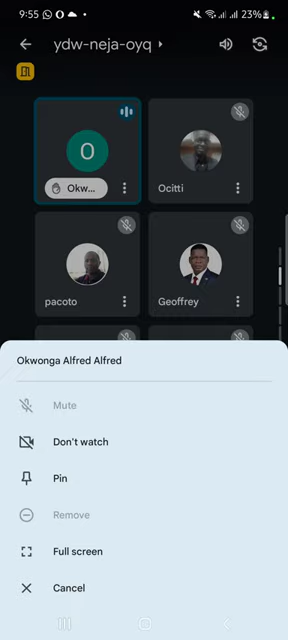 9:55
23%
ydw-neja-oyq
O
Okw...
Ocitti
pacoto
Geoffrey
Okwonga Alfred Alfred
Mute
Don't watch
Pin
Remove
Full screen
Cancel